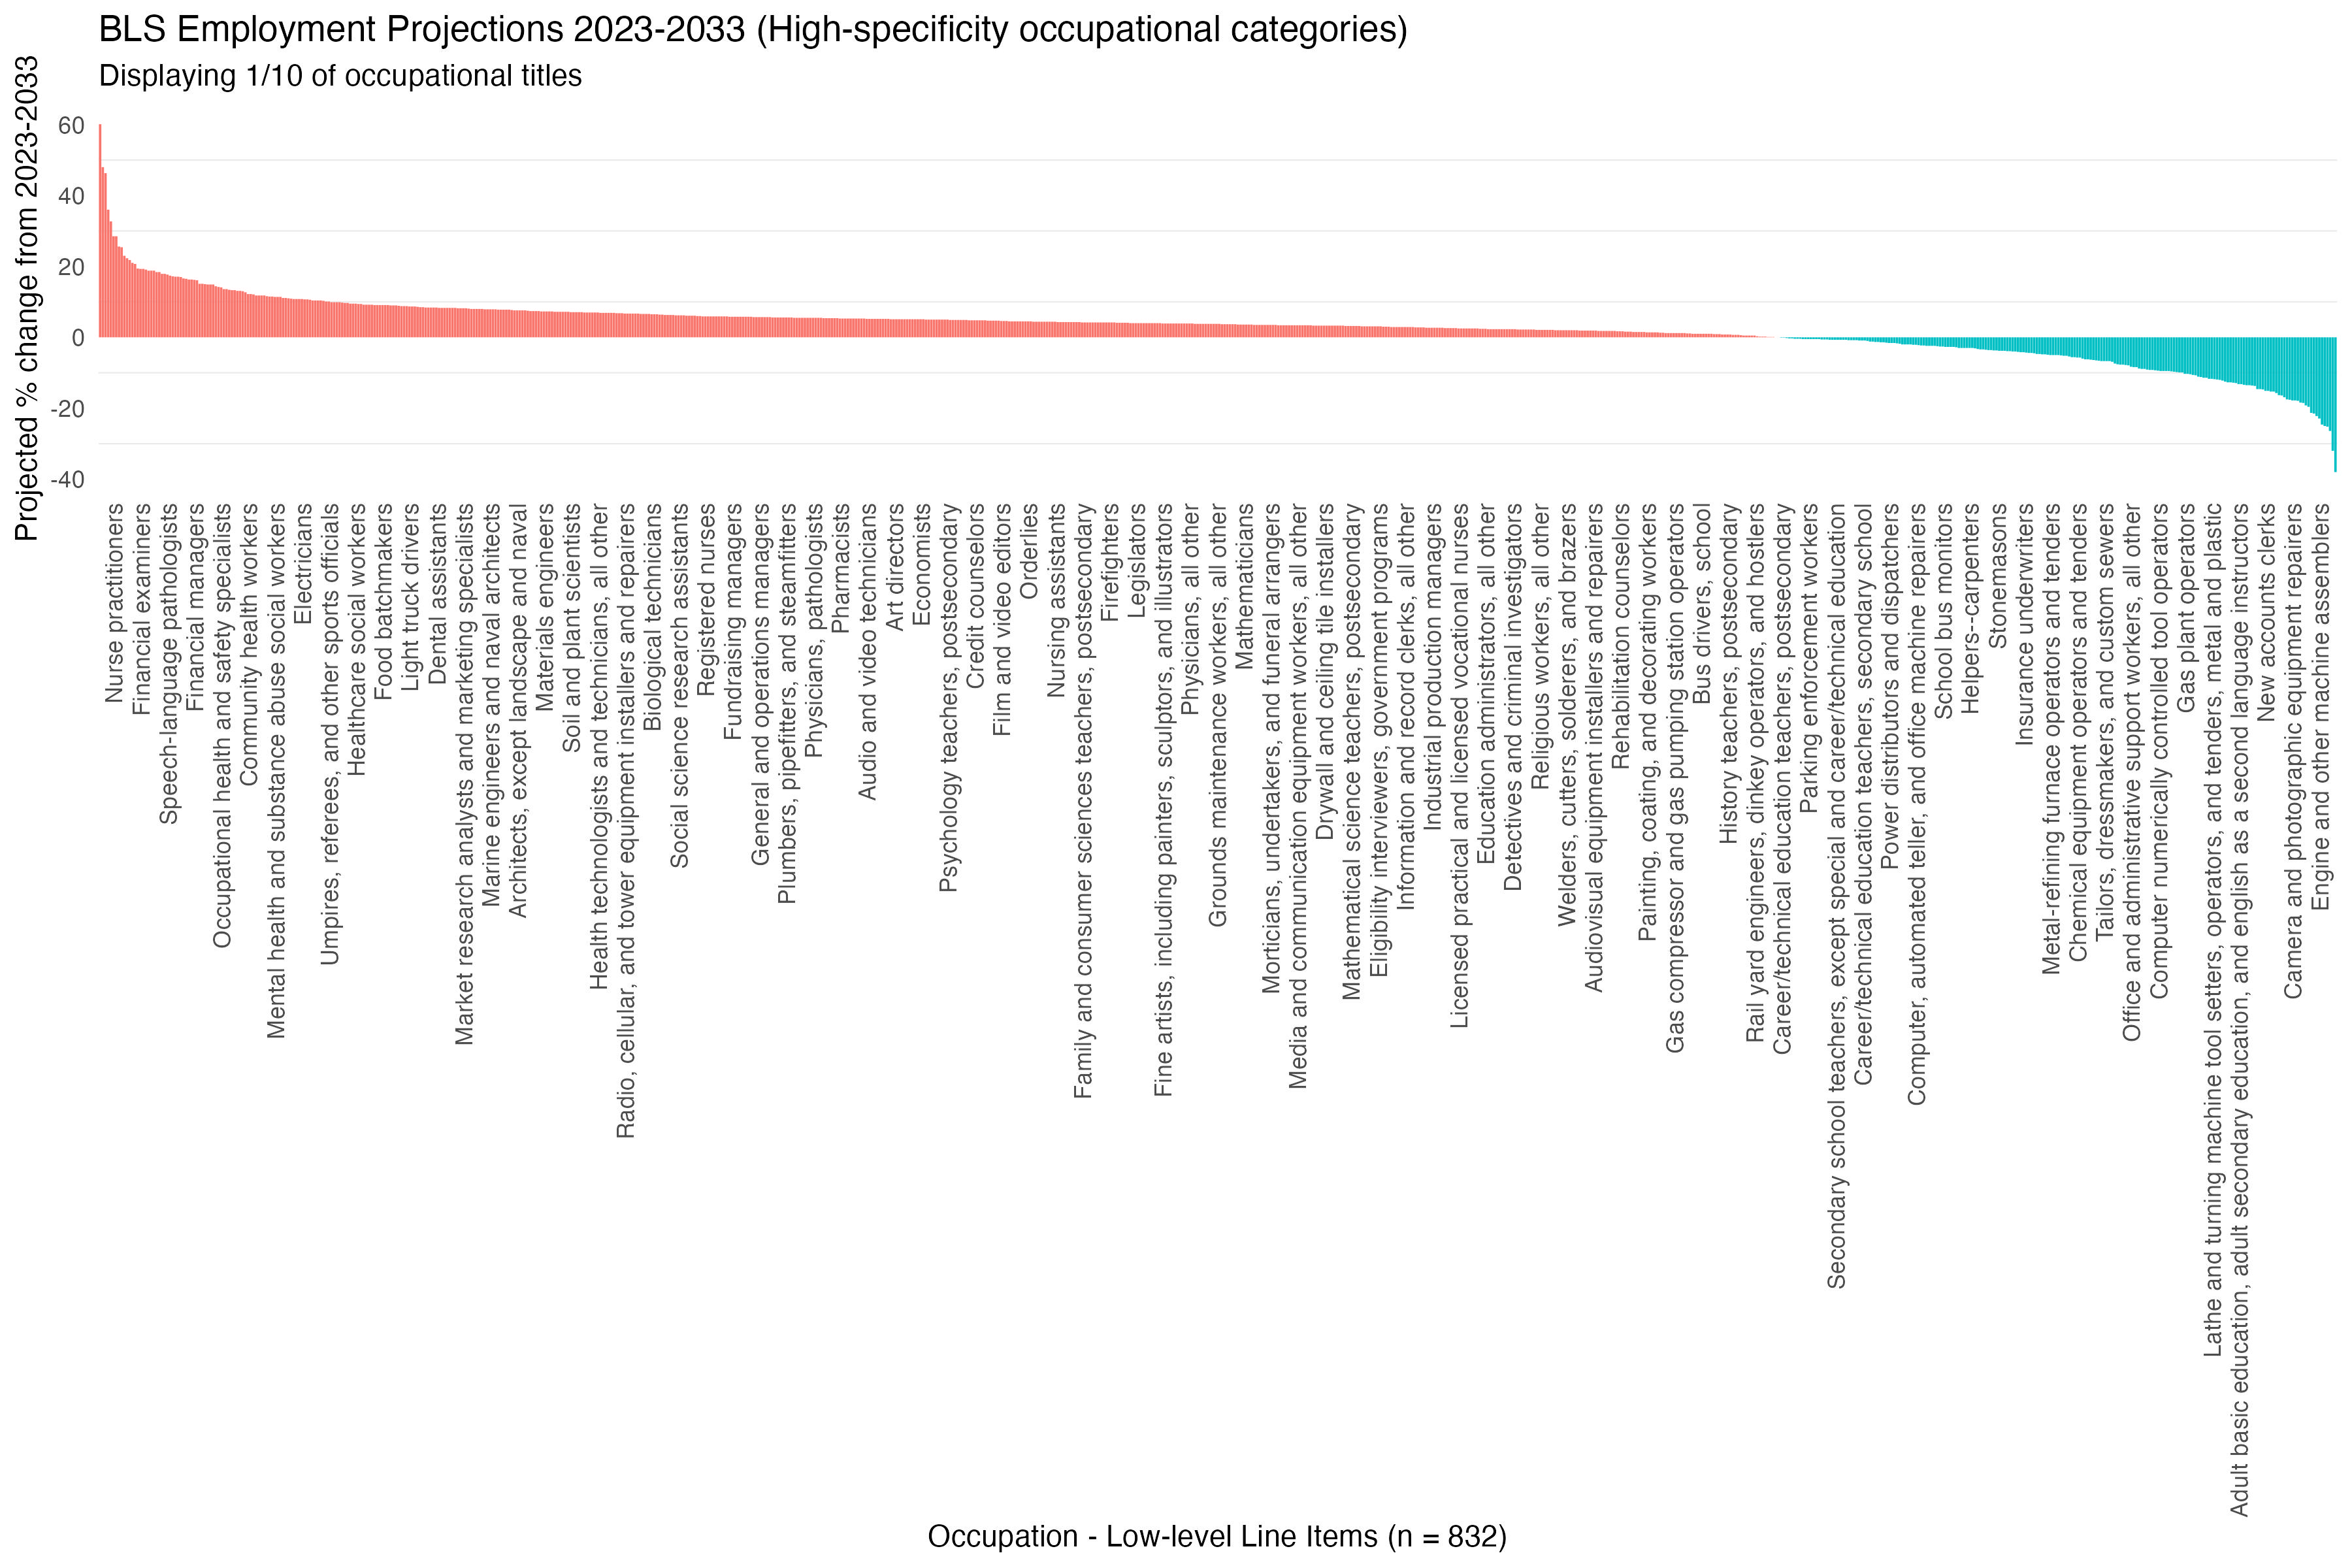 BLS Employment Projections 2023-2033 (High-specificity occupational categories)
Displaying 1/10 of occupational titles
Projected % change from 2023-2033
60
40
20
0
-20
-40
Nurse practitioners
Financial examiners
Speech-language pathologists
Financial managers
Occupational health and safety specialists
Community health workers
Mental health and substance abuse social workers
Electricians
Umpires, referees, and other sports officials
Healthcare social workers
Food batchmakers
Light truck drivers
Dental assistants
Market research analysts and marketing specialists
Marine engineers and naval architects
Architects, except landscape and naval
Materials engineers
Soil and plant scientists
Health technologists and technicians, all other
Radio, cellular, and tower equipment installers and repairers
Biological technicians
Social science research assistants
Registered nurses
Fundraising managers
General and operations managers
Plumbers, pipefitters, and steamfitters
Physicians, pathologists
Pharmacists
Audio and video technicians
Art directors
Economists
Psychology teachers, postsecondary
Credit counselors
Film and video editors
Orderlies
Nursing assistants
Family and consumer sciences teachers, postsecondary
Firefighters
Legislators
Fine artists, including painters, sculptors, and illustrators
Physicians, all other
Grounds maintenance workers, all other
Mathematicians
Morticians, undertakers, and funeral arrangers
Media and communication equipment workers, all other
Drywall and ceiling tile installers
Mathematical science teachers, postsecondary
Eligibility interviewers, government programs
Information and record clerks, all other
Industrial production managers
Licensed practical and licensed vocational nurses
Education administrators, all other
Detectives and criminal investigators
Religious workers, all other
Welders, cutters, solderers, and brazers
Audiovisual equipment installers and repairers
Rehabilitation counselors
Painting, coating, and decorating workers
Gas compressor and gas pumping station operators
Bus drivers, school
History teachers, postsecondary
Rail yard engineers, dinkey operators, and hostlers
Career/technical education teachers, postsecondary
Parking enforcement workers
Secondary school teachers, except special and career/technical education
Career/technical education teachers, secondary school
Power distributors and dispatchers
Computer, automated teller, and office machine repairers
School bus monitors
Helpers--carpenters
Stonemasons
Insurance underwriters
Metal-refining furnace operators and tenders
Chemical equipment operators and tenders
Tailors, dressmakers, and custom sewers
Office and administrative support workers, all other
Computer numerically controlled tool operators
Gas plant operators
Lathe and turning machine tool setters, operators, and tenders, metal and plastic
Adult basic education, adult secondary education, and english as a second language instructors
New accounts clerks
Camera and photographic equipment repairers
Engine and other machine assemblers
Occupation - Low-level Line Items (n = 832)